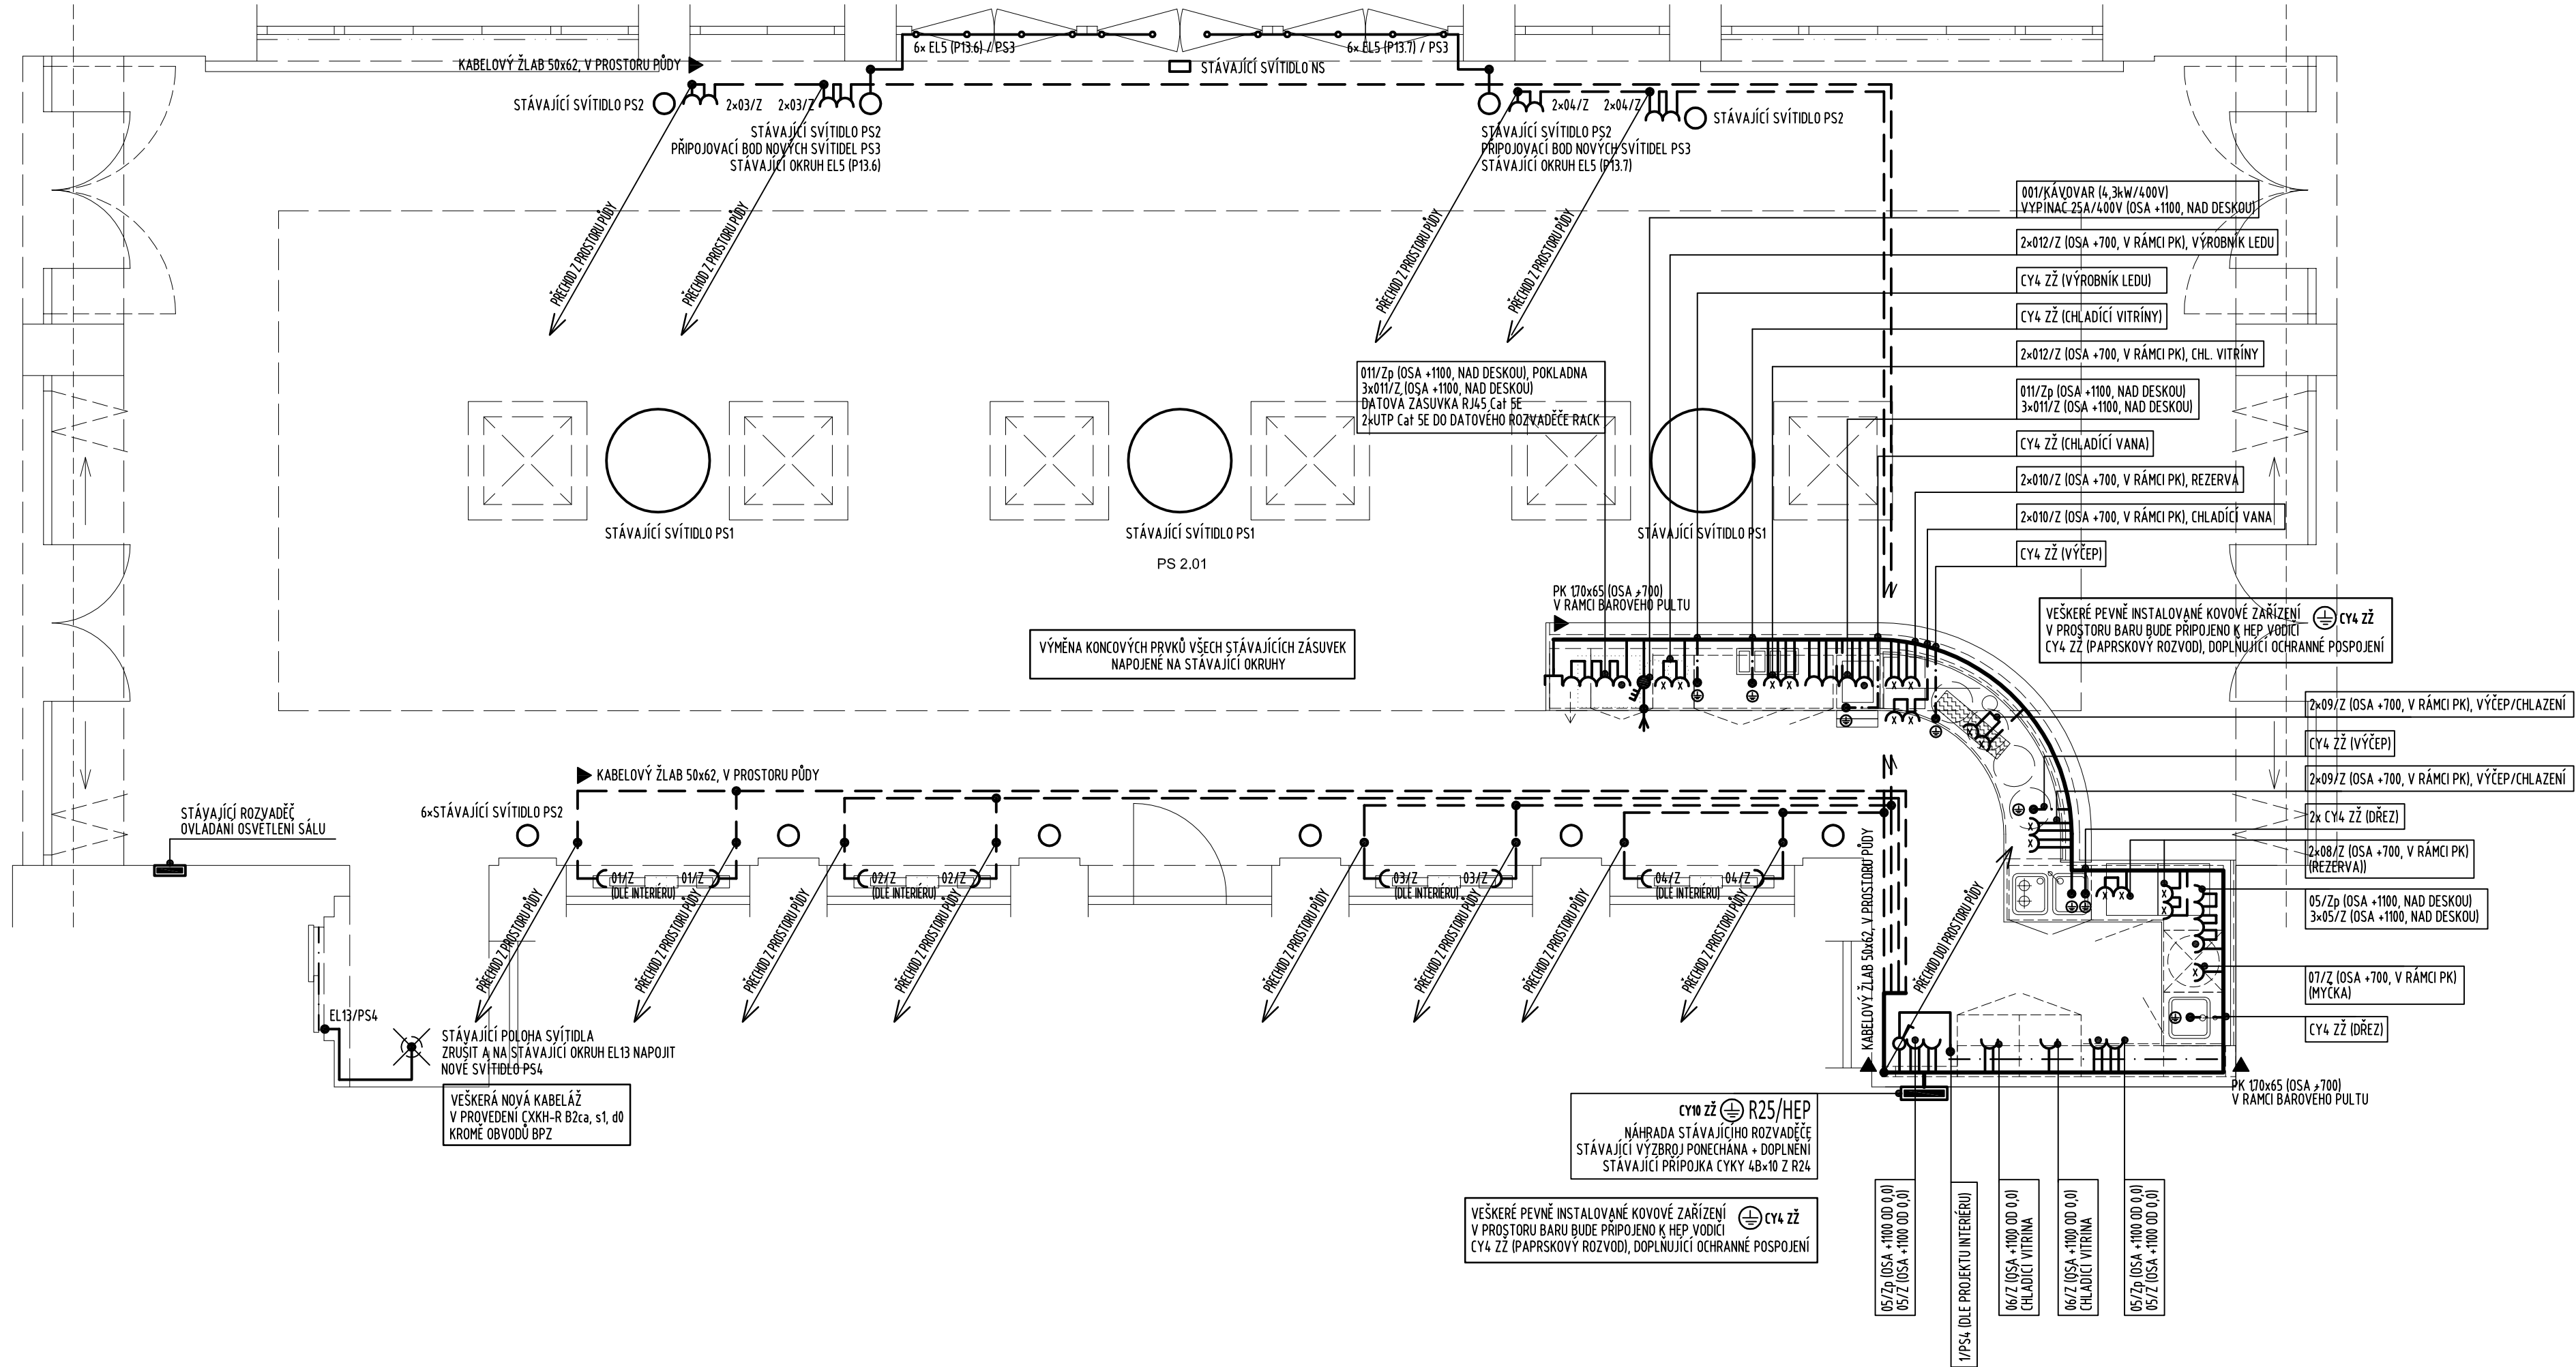 6x EL5 (P13.6) / PS3
6x EL5 (P13.7) / PS3
KABELOVÝ ŽLAB 50x62, V PROSTORU PŮDY
STÁVAJÍCÍ SVÍTIDLO NS
STÁVAJÍCÍ SVÍTIDLO PS2
2×03/Z
2×03/Z
2×04/Z
2×04/Z
STÁVAJÍCÍ SVÍTIDLO PS2
STÁVAJÍCÍ SVÍTIDLO PS2
PŘIPOJOVACÍ BOD NOVÝCH SVÍTIDEL PS3
STÁVAJÍCÍ OKRUH EL5 (P13.6)
STÁVAJÍCÍ SVÍTIDLO PS2
PŘIPOJOVACÍ BOD NOVÝCH SVÍTIDEL PS3
STÁVAJÍCÍ OKRUH EL5 (P13.7)
PŘECHOD Z PROSTORU PŮDY
PŘECHOD Z PROSTORU PŮDY
PŘECHOD Z PROSTORU PŮDY
PŘECHOD Z PROSTORU PŮDY
001/KÁVOVAR (4,3kW/400V)
VYPÍNAČ 25A/400V (OSA +1100, NAD DESKOU)
2×012/Z (OSA +700, V RÁMCI PK), VÝROBNÍK LEDU
CY4 ZŽ (VÝROBNÍK LEDU)
CY4 ZŽ (CHLADÍCÍ VITRÍNY)
2×012/Z (OSA +700, V RÁMCI PK), CHL. VITRÍNY
011/Zp (OSA +1100, NAD DESKOU)
3x011/Z (OSA +1100, NAD DESKOU)
CY4 ZŽ (CHLADÍCÍ VANA)
2×010/Z (OSA +700, V RÁMCI PK), REZERVA
2×010/Z (OSA +700, V RÁMCI PK), CHLADÍCÍ VANA
CY4 ZŽ (VÝČEP)
011/Zp (OSA +1100, NAD DESKOU), POKLADNA
3x011/Z (OSA +1100, NAD DESKOU)
DATOVÁ ZÁSUVKA RJ45 Cat 5E
2×UTP Cat 5E DO DATOVÉHO ROZVADĚČE RACK
STÁVAJÍCÍ SVÍTIDLO PS1
STÁVAJÍCÍ SVÍTIDLO PS1
STÁVAJÍCÍ SVÍTIDLO PS1
PS 2.01
PK 170x65 (OSA +700)
V RÁMCI BAROVÉHO PULTU
VÝMĚNA KONCOVÝCH PRVKŮ VŠECH STÁVAJÍCÍCH ZÁSUVEK
NAPOJENÉ NA STÁVAJÍCÍ OKRUHY
VEŠKERÉ PEVNĚ INSTALOVANÉ KOVOVÉ ZAŘÍZENÍ
V PROSTORU BARU BUDE PŘIPOJENO K HEP VODIČI
CY4 ZŽ (PAPRSKOVÝ ROZVOD), DOPLŇUJÍCÍ OCHRANNÉ POSPOJENÍ
CY4 ZŽ
2×09/Z (OSA +700, V RÁMCI PK), VÝČEP/CHLAZENÍ
CY4 ZŽ (VÝČEP)
2×09/Z (OSA +700, V RÁMCI PK), VÝČEP/CHLAZENÍ
2x CY4 ZŽ (DŘEZ)
2×08/Z (OSA +700, V RÁMCI PK)
(REZERVA))
05/Zp (OSA +1100, NAD DESKOU)
3×05/Z (OSA +1100, NAD DESKOU)
07/Z (OSA +700, V RÁMCI PK)
(MYČKA)
CY4 ZŽ (DŘEZ)
KABELOVÝ ŽLAB 50x62, V PROSTORU PŮDY
6×STÁVAJÍCÍ SVÍTIDLO PS2
STÁVAJÍCÍ ROZVADĚČ
OVLÁDÁNÍ OSVĚTLENÍ SÁLU
01/Z
01/Z
(DLE INTERIÉRU)
02/Z
02/Z
(DLE INTERIÉRU)
03/Z
03/Z
(DLE INTERIÉRU)
04/Z
04/Z
(DLE INTERIÉRU)
PŘECHOD Z PROSTORU PŮDY
PŘECHOD Z PROSTORU PŮDY
PŘECHOD Z PROSTORU PŮDY
PŘECHOD Z PROSTORU PŮDY
PŘECHOD Z PROSTORU PŮDY
PŘECHOD Z PROSTORU PŮDY
PŘECHOD Z PROSTORU PŮDY
PŘECHOD Z PROSTORU PŮDY
KABELOVÝ ŽLAB 50x62, V PROSTORU PŮDY
PŘECHOD DO| PROSTORU PŮDY
EL13/PS4
STÁVAJÍCÍ POLOHA SVÍTIDLA
ZRUŠIT A NA STÁVAJÍCÍ OKRUH EL13 NAPOJIT
NOVÉ SVÍTIDLO PS4
VEŠKERÁ NOVÁ KABELÁŽ
V PROVEDENÍ CXKH-R B2ca, s1, d0
KROMĚ OBVODŮ BPZ
PK 170x65 (OSA +700)
V RÁMCI BAROVÉHO PULTU
CY10 ZŽ R25/HEP
NÁHRADA STÁVAJÍCÍHO ROZVADĚČE
STÁVAJÍCÍ VÝZBROJ PONECHÁNA + DOPLNĚNÍ
STÁVAJÍCÍ PŘÍPOJKA CYKY 4B×10 Z R24
VEŠKERÉ PEVNĚ INSTALOVANÉ KOVOVÉ ZAŘÍZENÍ
V PROSTORU BARU BUDE PŘIPOJENO K HEP VODIČI
CY4 ZŽ (PAPRSKOVÝ ROZVOD), DOPLŇUJÍCÍ OCHRANNÉ POSPOJENÍ
CY4 ZŽ
05/Zp (OSA +1100 OD 0,0)
05/Z (OSA +1100 OD 0,0)
1/PS4 (DLE PROJEKTU INTERIÉRU)
06/Z (OSA +1100 OD 0,0)
CHLADÍCÍ VITRÍNA
06/Z (OSA +1100 OD 0,0)
CHLADÍCÍ VITRÍNA
05/Zp (OSA +1100 OD 0,0)
05/Z (OSA +1100 OD 0,0)